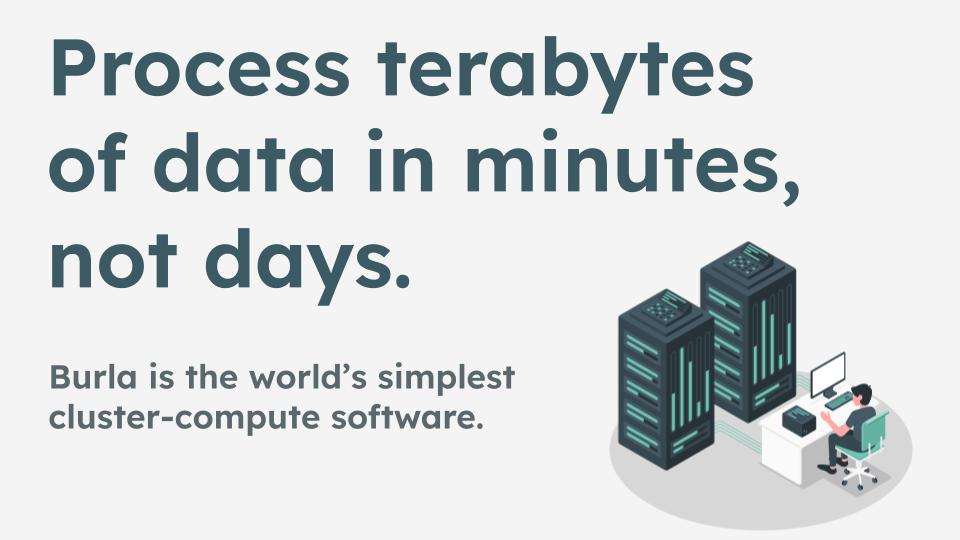 Process terabytes
of data in minutes,
not days.
Burla is the world’s simplest
cluster-compute software.